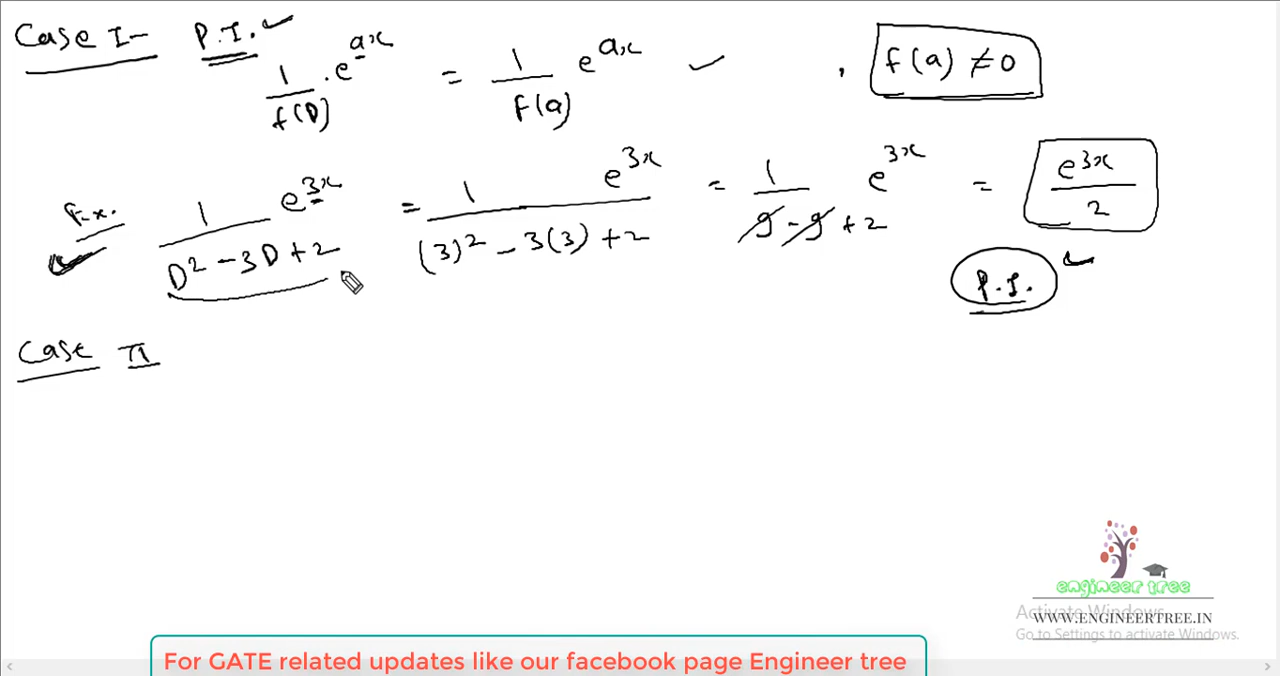 Case I - P.I. ✓
1/f(D) · e^{ax} = 1/f(a) e^{ax} ✓ , f(a) ≠ 0
Ex. 1/(D² - 3D + 2) e^{3x} = 1/((3)² - 3(3) + 2) e^{3x} = 1/(9 - 9 + 2) e^{3x} = e^{3x}/2
P.I. ✓
Case II
engineer tree
Activate Windows
WWW.ENGINEERTREE.IN
Go to Settings to activate Windows.
For GATE related updates like our facebook page Engineer tree